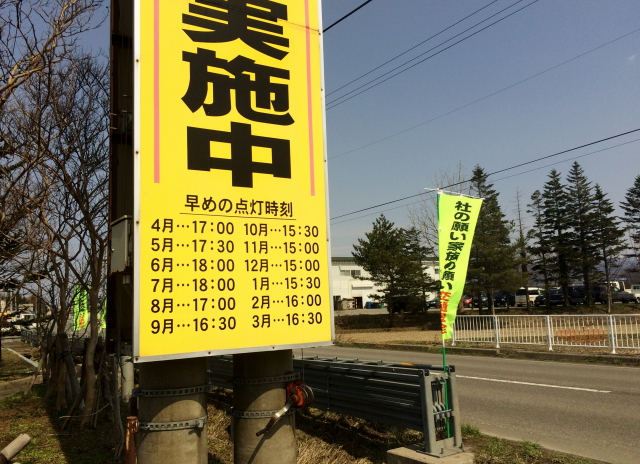 実施中
早めの点灯時刻
4月…17:00 10月…15:30
5月…17:30 11月…15:00
6月…18:00 12月…15:00
7月…18:00 1月…15:30
8月…17:00 2月…16:00
9月…16:30 3月…16:30
社の願い家族の願い